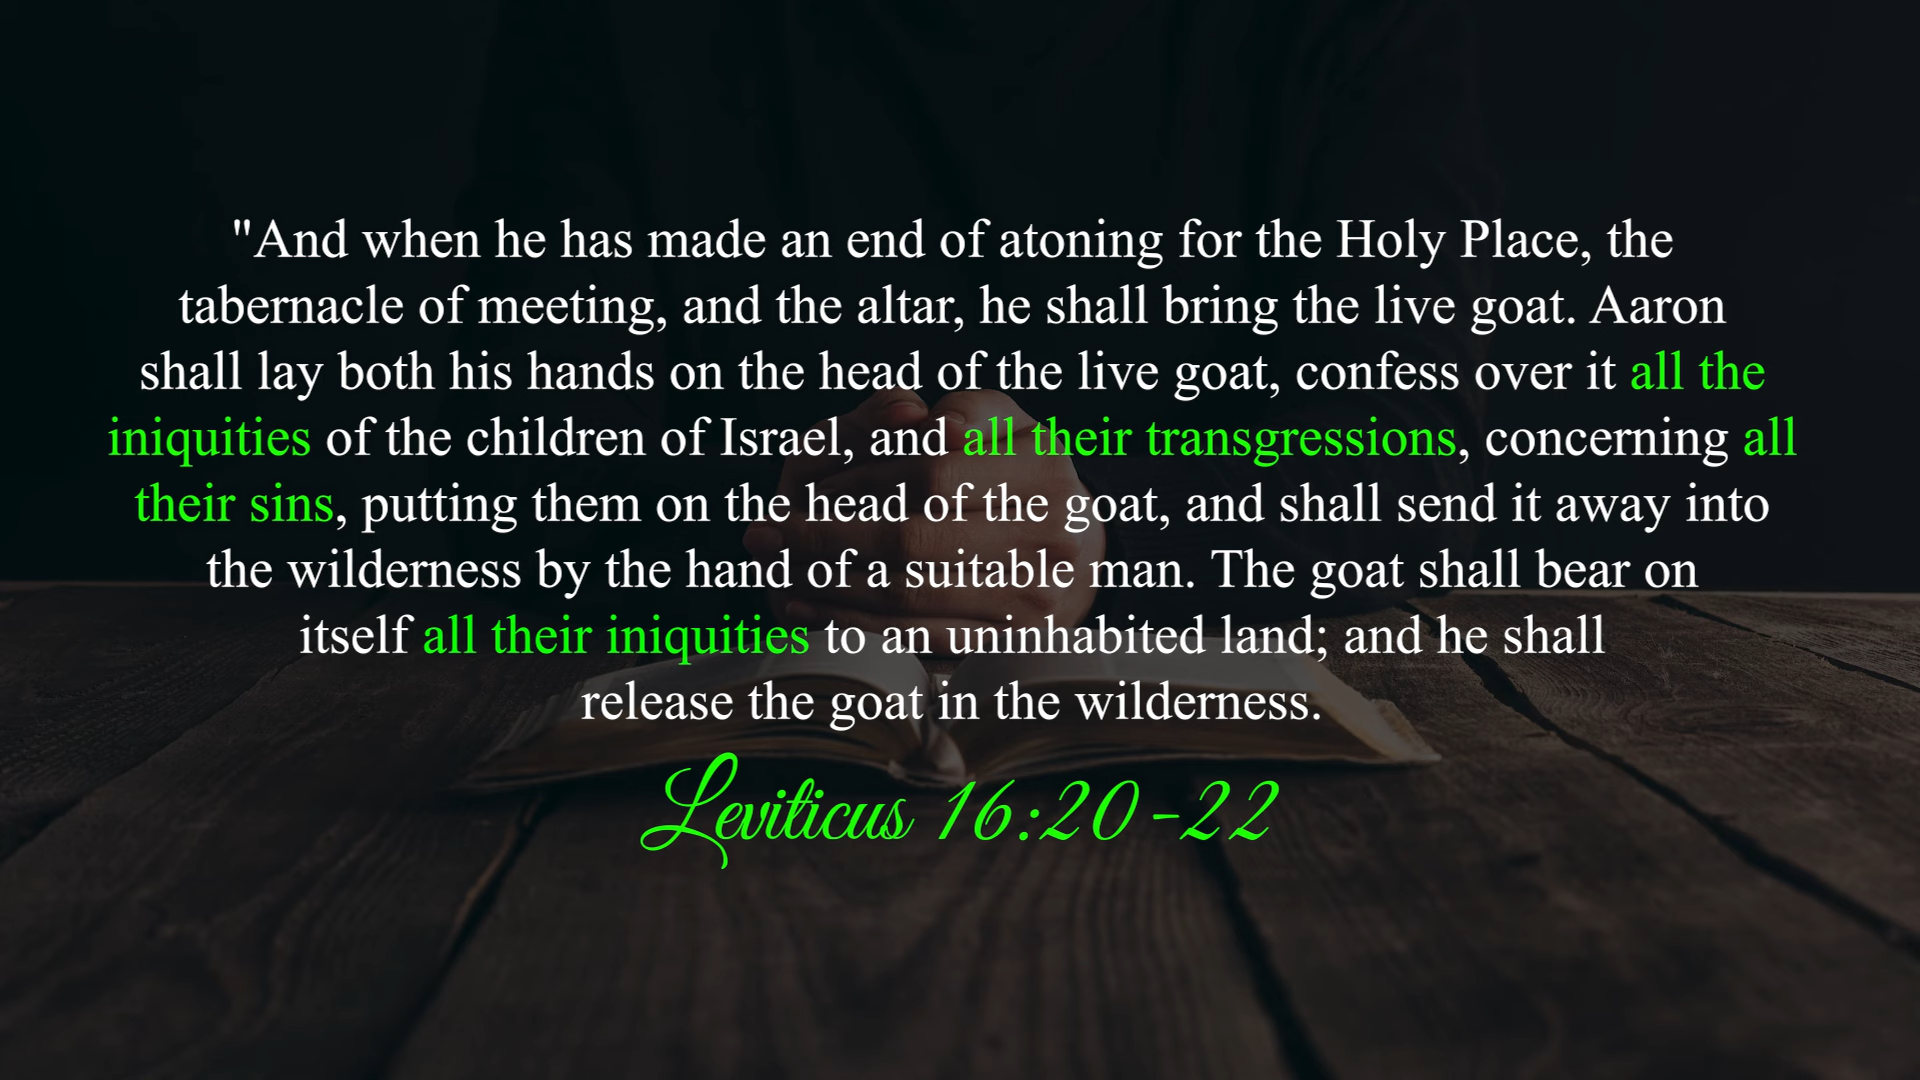 "And when he has made an end of atoning for the Holy Place, the
tabernacle of meeting, and the altar, he shall bring the live goat. Aaron
shall lay both his hands on the head of the live goat, confess over it all the
iniquities of the children of Israel, and all their transgressions, concerning all
their sins, putting them on the head of the goat, and shall send it away into
the wilderness by the hand of a suitable man. The goat shall bear on
itself all their iniquities to an uninhabited land; and he shall
release the goat in the wilderness.
Leviticus 16:20-22